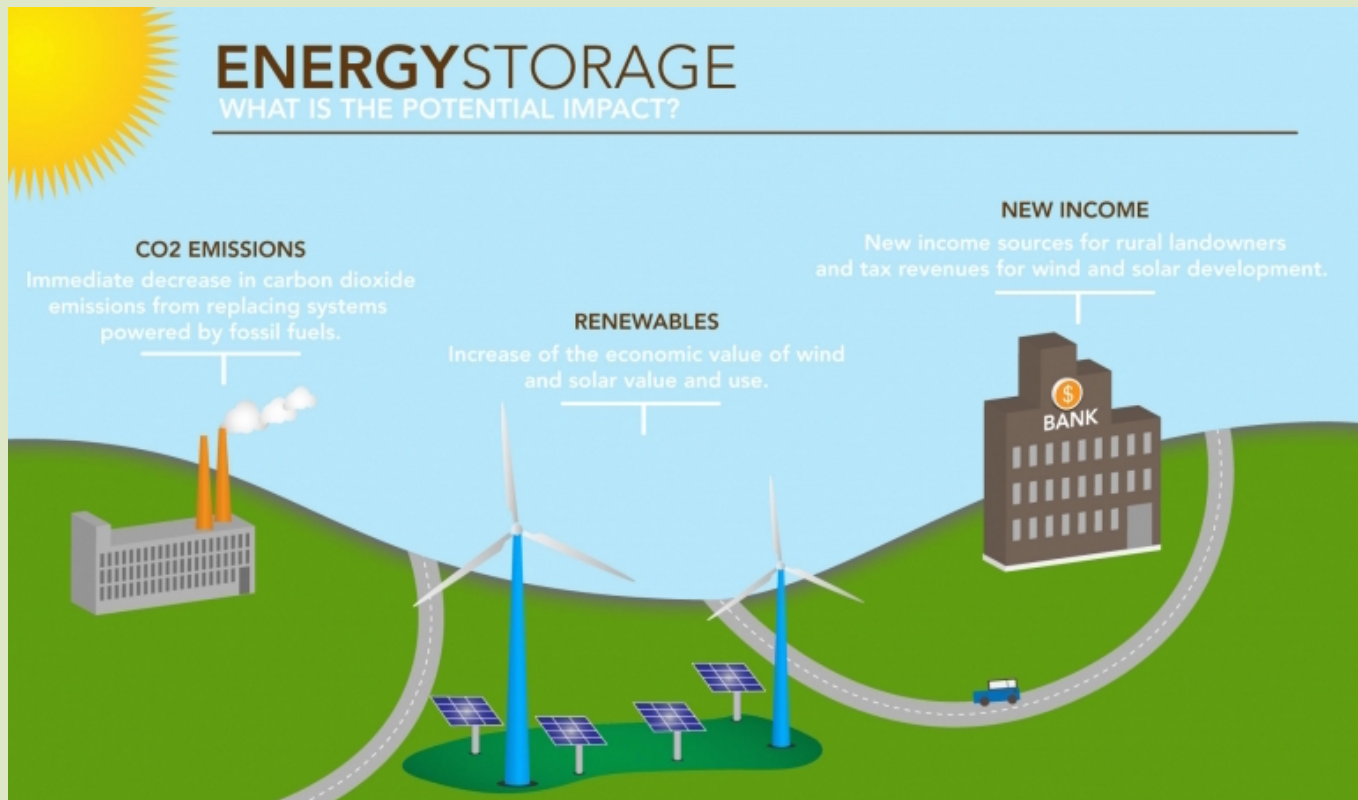 ENERGYSTORAGE
WHAT IS THE POTENTIAL IMPACT?
CO2 EMISSIONS
Immediate decrease in carbon dioxide
emissions from replacing systems
powered by fossil fuels.
RENEWABLES
Increase of the economic value of wind
and solar value and use.
NEW INCOME
New income sources for rural landowners
and tax revenues for wind and solar development.
$
BANK